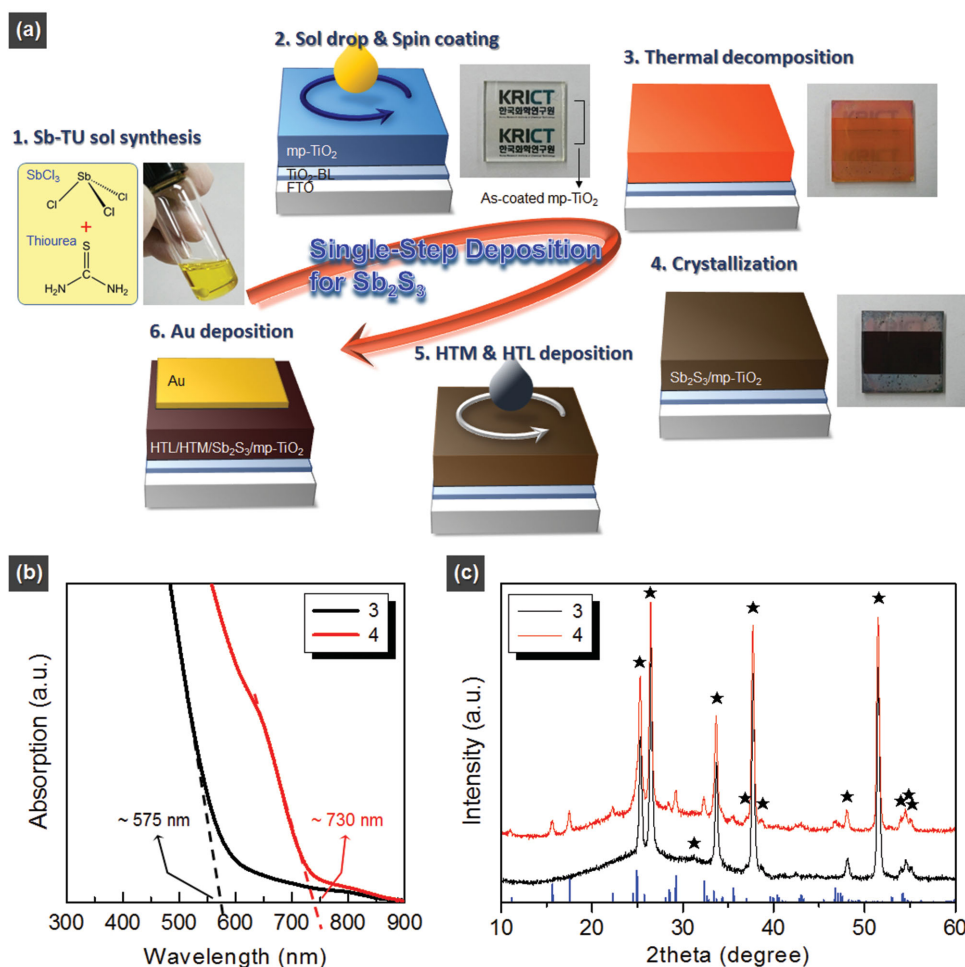 (a)
1. Sb-TU sol synthesis
SbCl₃
Sb
Cl
Cl
Cl
+
Thiourea
S
C
H₂N
NH₂
2. Sol drop & Spin coating
mp-TiO₂
TiO₂-BL
FTO
KRICT
한국화학연구원
KRICT
한국화학연구원
As-coated mp-TiO₂
3. Thermal decomposition
Single-Step Deposition
for Sb₂S₃
4. Crystallization
Sb₂S₃/mp-TiO₂
5. HTM & HTL deposition
6. Au deposition
Au
HTL/HTM/Sb₂S₃/mp-TiO₂
(b)
3
4
Absorption (a.u.)
~ 575 nm
~ 730 nm
300 400 500 600 700 800 900
Wavelength (nm)
(c)
3
4
Intensity (a.u.)
10 20 30 40 50 60
2theta (degree)